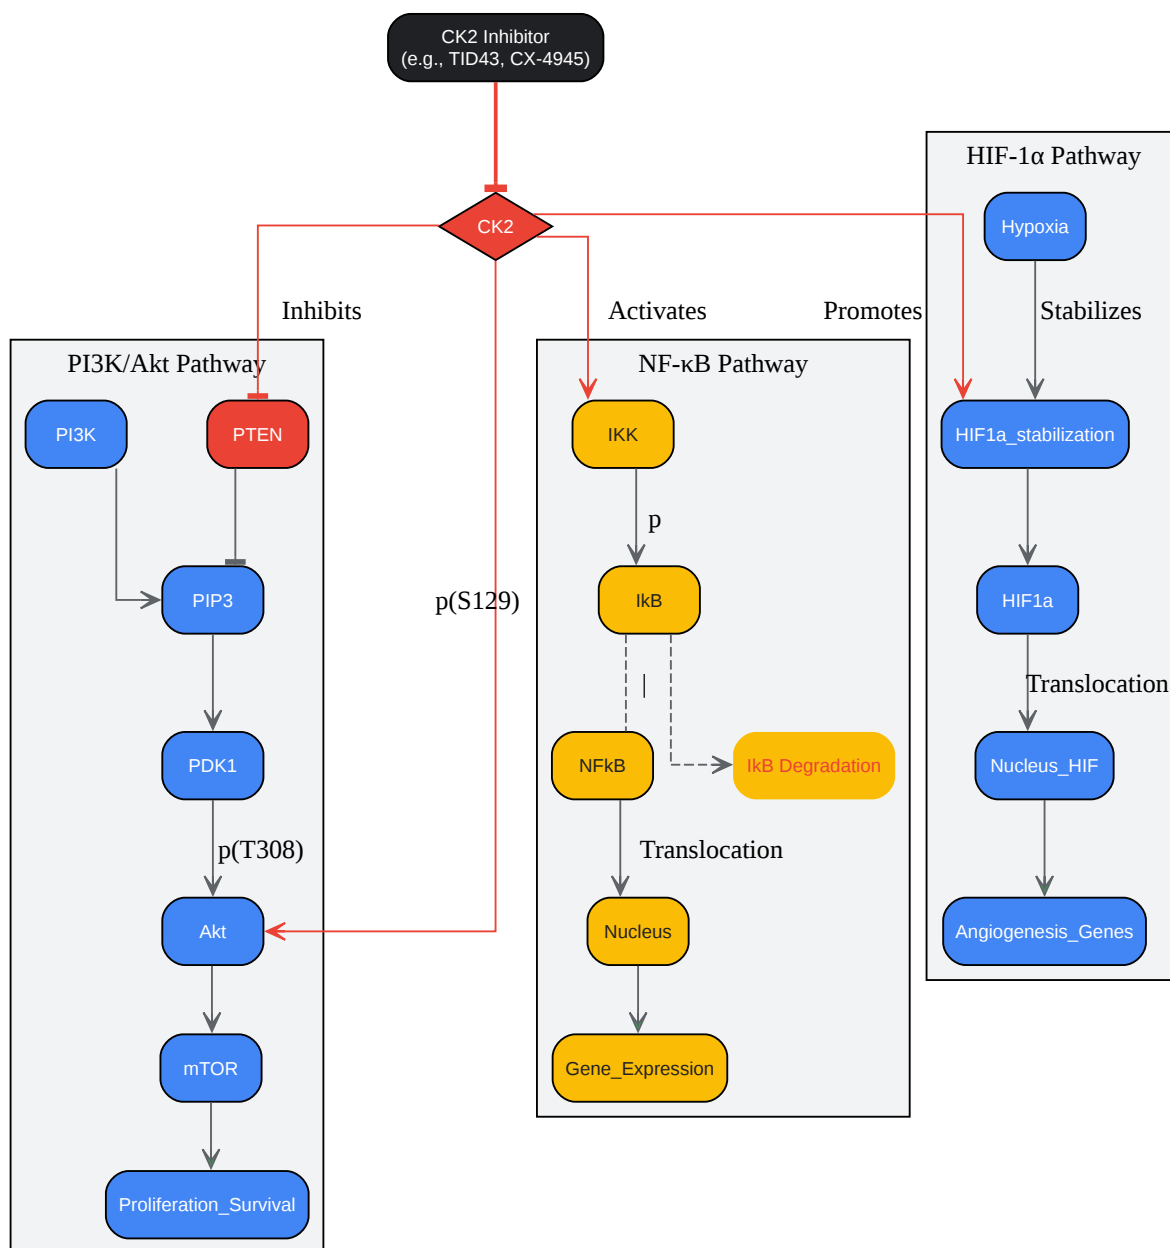 CK2 Inhibitor
(e.g., TID43, CX-4945)
CK2
HIF-1α Pathway
Hypoxia
Inhibits
Activates
Promotes
Stabilizes
PI3K/Akt Pathway
NF-κB Pathway
PI3K
PTEN
IKK
HIF1a_stabilization
p
PIP3
p(S129)
IkB
HIF1a
|
Translocation
PDK1
NFkB
IkB Degradation
Nucleus_HIF
p(T308)
Translocation
Akt
Nucleus
Angiogenesis_Genes
mTOR
Gene_Expression
Proliferation_Survival